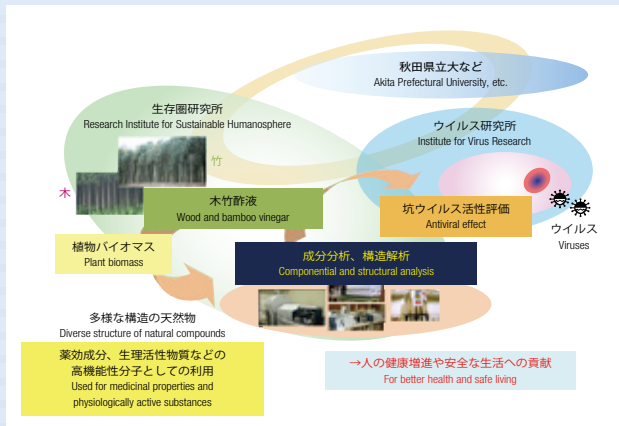 秋田県立大など
Akita Prefectural University, etc.
生存圏研究所
Research Institute for Sustainable Humanosphere
ウイルス研究所
Institute for Virus Research
竹
木
木竹酢液
Wood and bamboo vinegar
坑ウイルス活性評価
Antiviral effect
ウイルス
Viruses
植物バイオマス
Plant biomass
成分分析、構造解析
Componential and structural analysis
多様な構造の天然物
Diverse structure of natural compounds
薬効成分、生理活性物質などの
高機能性分子としての利用
Used for medicinal properties and
physiologically active substances
→人の健康増進や安全な生活への貢献
For better health and safe living